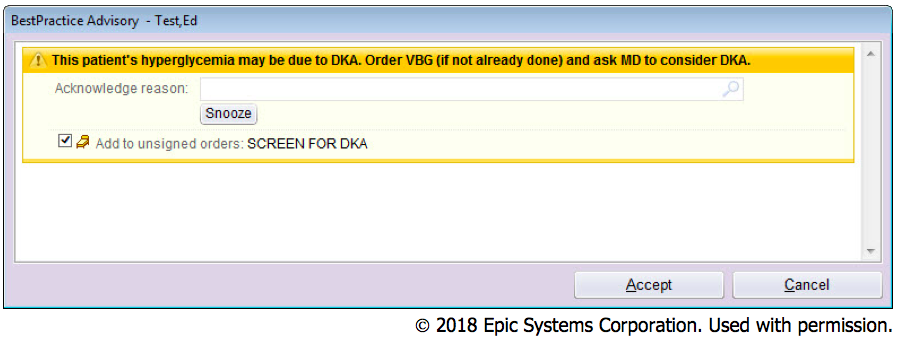 BestPractice Advisory - Test,Ed
This patient's hyperglycemia may be due to DKA. Order VBG (if not already done) and ask MD to consider DKA.
Acknowledge reason:
Snooze
Add to unsigned orders: SCREEN FOR DKA
Accept Cancel
© 2018 Epic Systems Corporation. Used with permission.